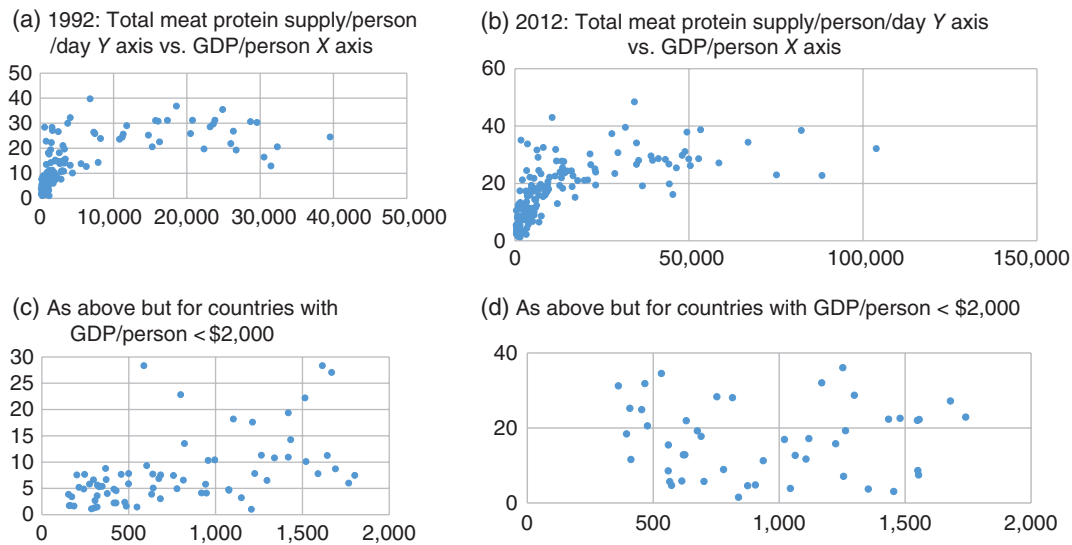 (a) 1992: Total meat protein supply/person
/day Y axis vs. GDP/person X axis
50
40
30
20
10
0
0 10,000 20,000 30,000 40,000 50,000
(b) 2012: Total meat protein supply/person/day Y axis
vs. GDP/person X axis
60
40
20
0
0 50,000 100,000 150,000
(c) As above but for countries with
GDP/person < $2,000
30
25
20
15
10
5
0
0 500 1,000 1,500 2,000
(d) As above but for countries with GDP/person < $2,000
40
20
0
0 500 1,000 1,500 2,000